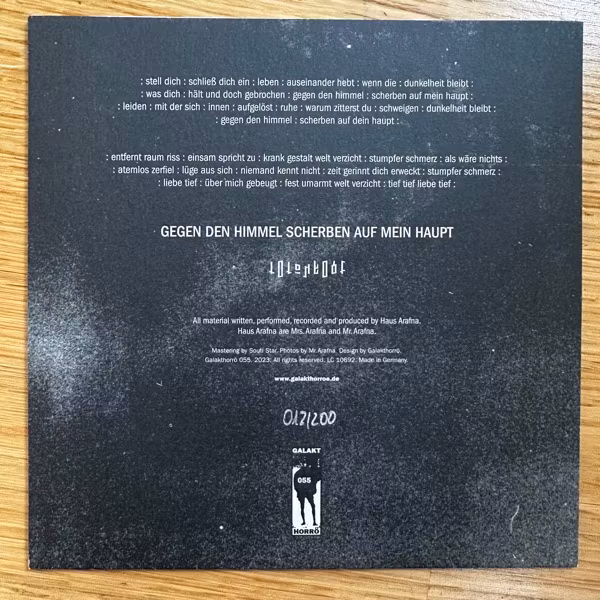 : stell dich : schließ dich ein : leben : auseinander hebt : wenn die : dunkelheit bleibt :
: was dich : hält und doch gebrochen : gegen den himmel : scherben auf mein haupt :
: leiden : mit der sich : innen : aufgelöst : ruhe : warum zitterst du : schweigen : dunkelheit bleibt :
: gegen den himmel : scherben auf dein haupt :
: entfernt raum riss : einsam spricht zu : krank gestalt welt verzicht : stumpfer schmerz : als wäre nichts :
: atemlos zerfiel : lüge aus sich : niemand kennt nicht : zeit gerinnt dich erweckt : stumpfer schmerz :
: liebe tief : über mich gebeugt : fest umarmt welt verzicht : tief tief liebe tief :
GEGEN DEN HIMMEL SCHERBEN AUF MEIN HAUPT
All material written, performed, recorded and produced by Haus Arafna.
Haus Arafna are Mrs. Arafna and Mr. Arafna.
Mastering by Souti Star. Photos by Mr. Arafna. Design by Galakthorrö.
Galakthorrö 055. 2023. All rights reserved. LC 10692. Made in Germany.
www.galakthorroe.de
012/200
GALAKT
055
HORRÖ